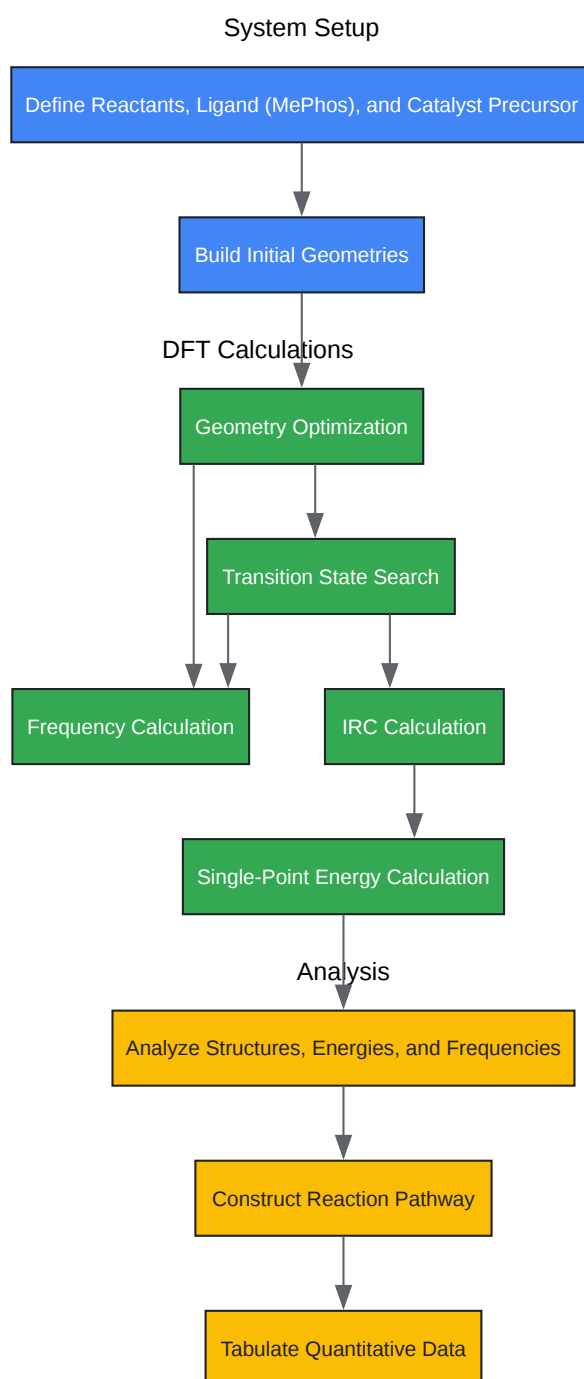 System Setup
Define Reactants, Ligand (MePhos), and Catalyst Precursor
Build Initial Geometries
DFT Calculations
Geometry Optimization
Transition State Search
Frequency Calculation
IRC Calculation
Single-Point Energy Calculation
Analysis
Analyze Structures, Energies, and Frequencies
Construct Reaction Pathway
Tabulate Quantitative Data